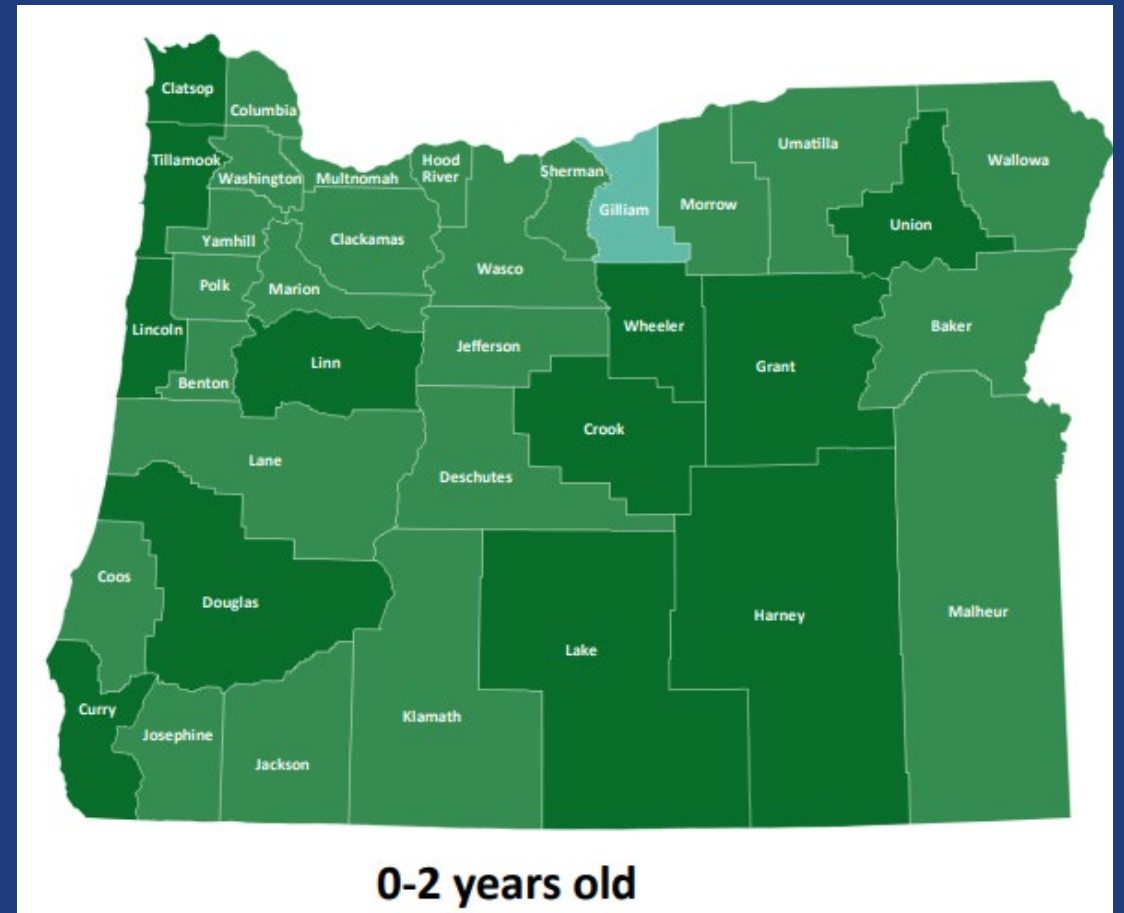 Clatsop
Columbia
Tillamook
Washington
Multnomah
Hood
River
Sherman
Gilliam
Morrow
Umatilla
Wallowa
Union
Yamhill
Clackamas
Wasco
Polk
Marion
Lincoln
Benton
Linn
Jefferson
Wheeler
Grant
Baker
Crook
Lane
Deschutes
Coos
Douglas
Lake
Harney
Malheur
Curry
Josephine
Jackson
Klamath
0-2 years old